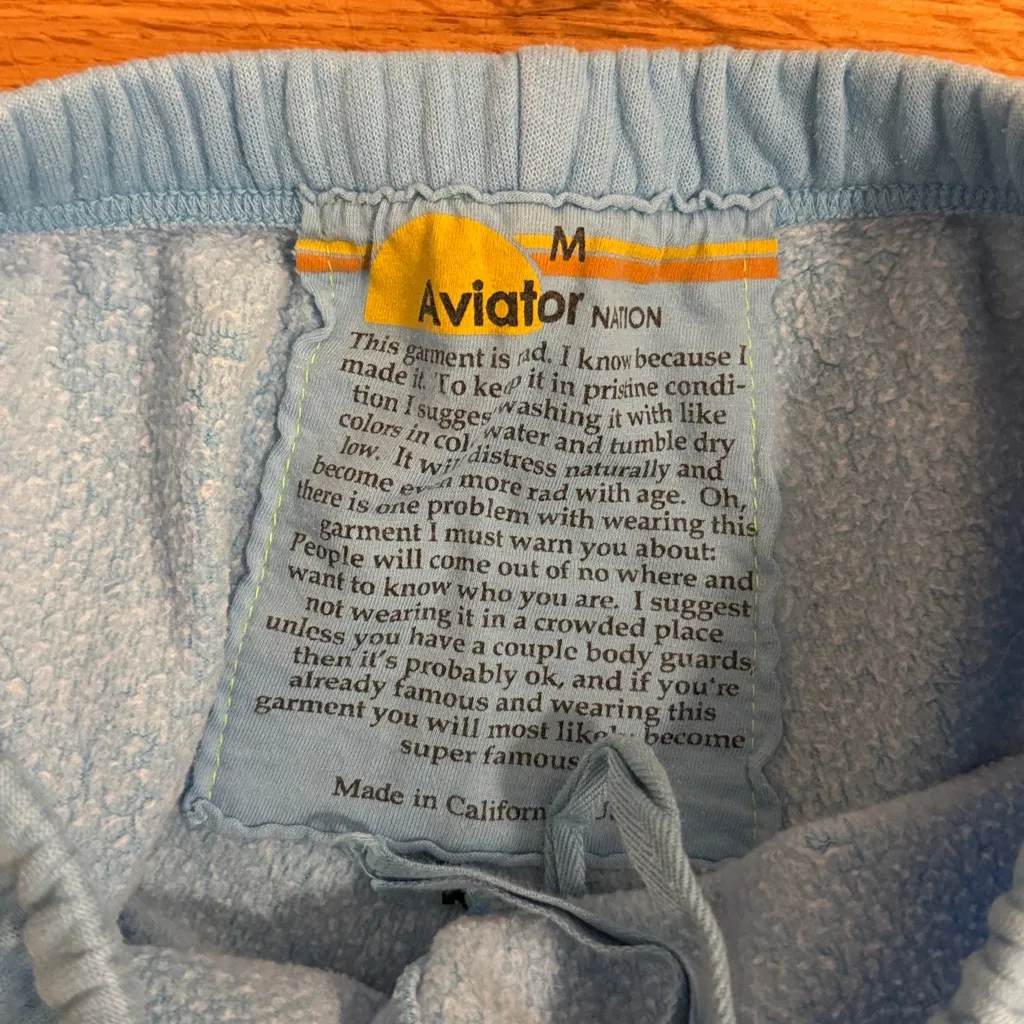 M
Aviator NATION
This garment is rad. I know because I
made it. To keep it in pristine condi-
tion I sugges washing it with like
colors in col water and tumble dry
low. It will distress naturally and
become even more rad with age. Oh,
there is one problem with wearing this
garment I must warn you about:
People will come out of no where and
want to know who you are. I suggest
not wearing it in a crowded place
unless you have a couple body guards,
then it's probably ok, and if you're
already famous and wearing this
garment you will most likely become
super famous
Made in Californ